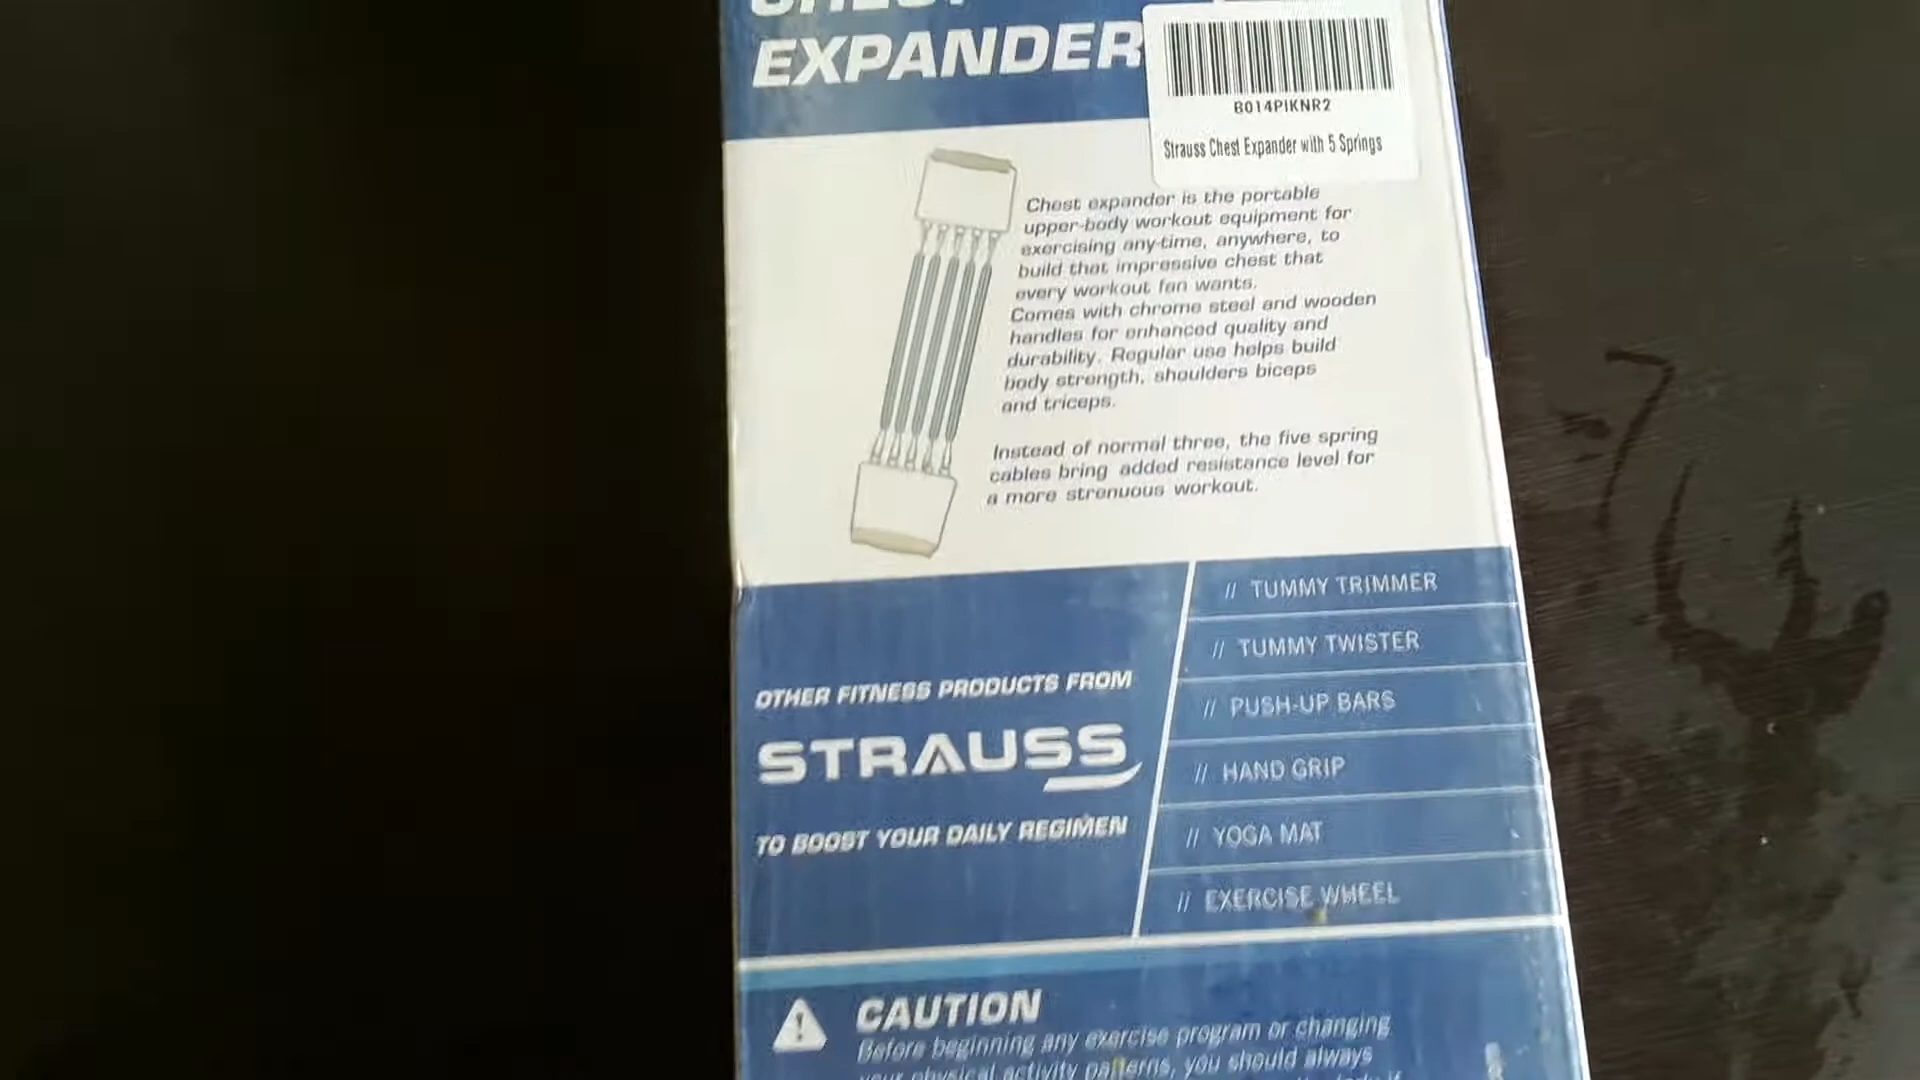 EXPANDER
B014PIKNR2
Strauss Chest Expander with 5 Springs
Chest expander is the portable
upper-body workout equipment for
exercising any-time, anywhere, to
build that impressive chest that
every workout fan wants.
Comes with chrome steel and wooden
handles for enhanced quality and
durability. Regular use helps build
body strength, shoulders biceps
and triceps.
Instead of normal three, the five spring
cables bring added resistance level for
a more strenuous workout.
OTHER FITNESS PRODUCTS FROM
STRAUSS
TO BOOST YOUR DAILY REGIMEN
// TUMMY TRIMMER
// TUMMY TWISTER
// PUSH-UP BARS
// HAND GRIP
// YOGA MAT
// EXERCISE WHEEL
CAUTION
Before beginning any exercise program or changing
your physical activity patterns, you should always